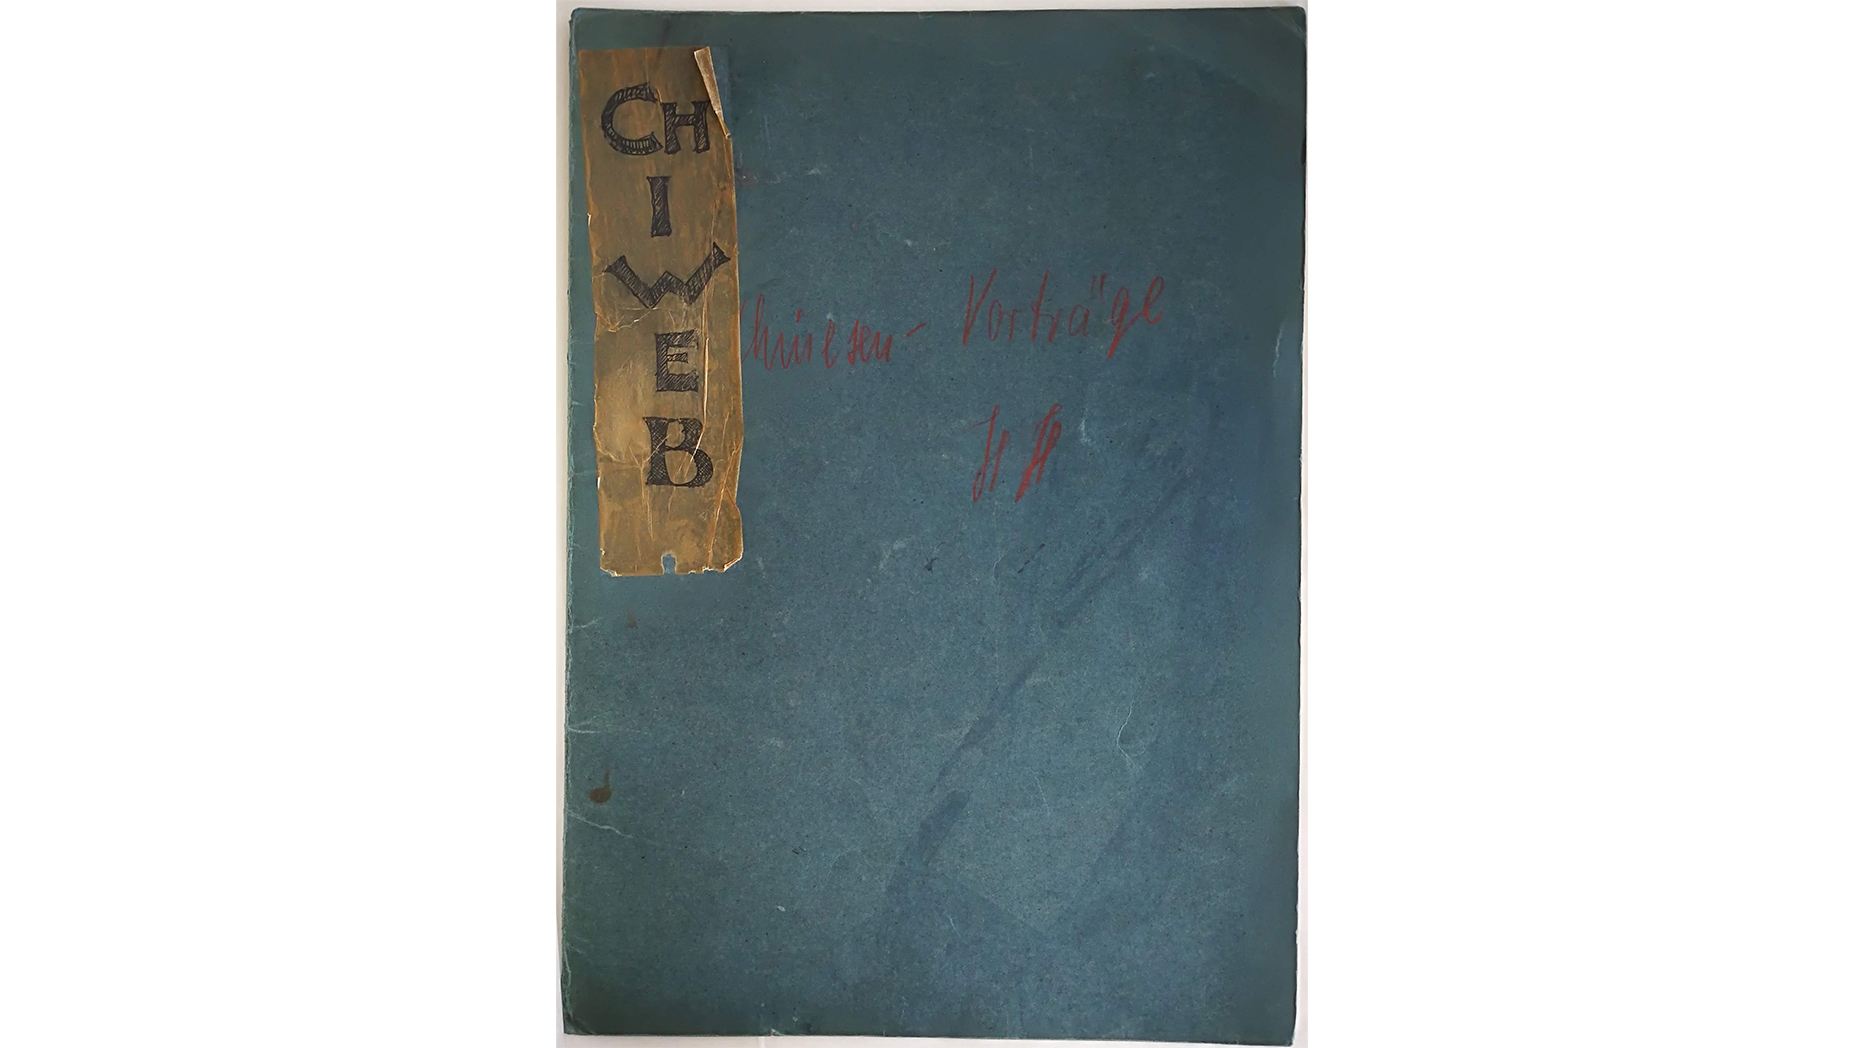 CH
I
W
E
B
Chinesen- Vorträge
H H